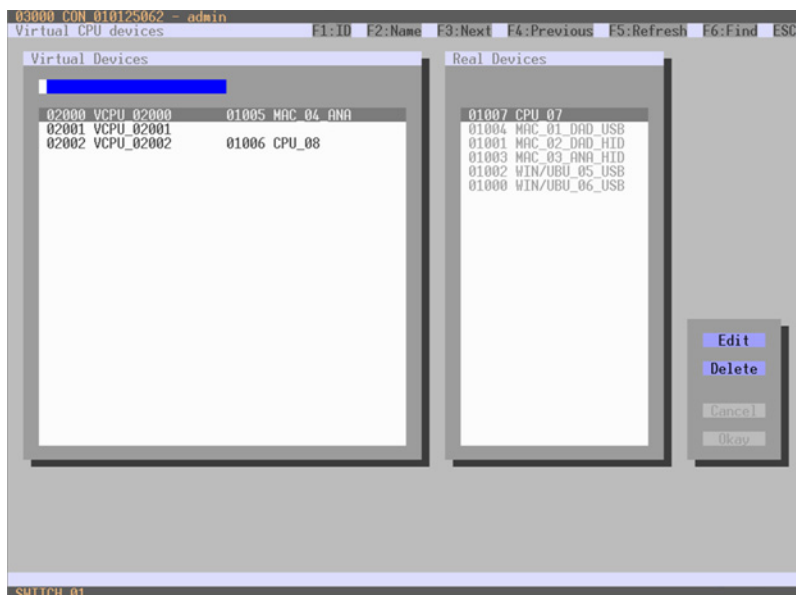 03000 CON 010125062 - admin
Virtual CPU devices F1:ID F2:Name F3:Next F4:Previous F5:Refresh F6:Find ESC
Virtual Devices
02000 VCPU_02000 01005 MAC_04_ANA
02001 VCPU_02001
02002 VCPU_02002 01006 CPU_08
Real Devices
01007 CPU_07
01004 MAC_01_DAD_USB
01001 MAC_02_DAD_HID
01003 MAC_03_ANA_HID
01002 WIN/UBU_05_USB
01000 WIN/UBU_06_USB
Edit
Delete
Cancel
Okay
SWITCH_01